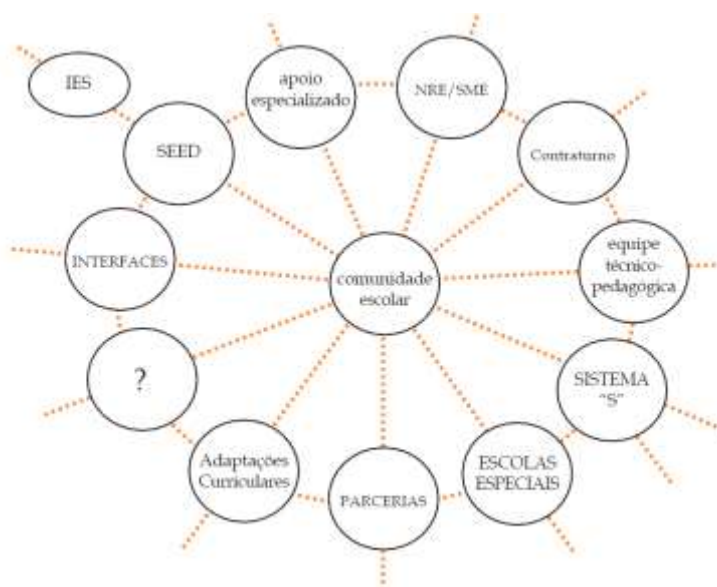 IES
apoio
especializado
NRE/SME
SEED
Contraturno
INTERFACES
comunidade
escolar
equipe
técnico-
pedagógica
?
SISTEMA
"S"
Adaptações
Curriculares
PARCERIAS
ESCOLAS
ESPECIAIS